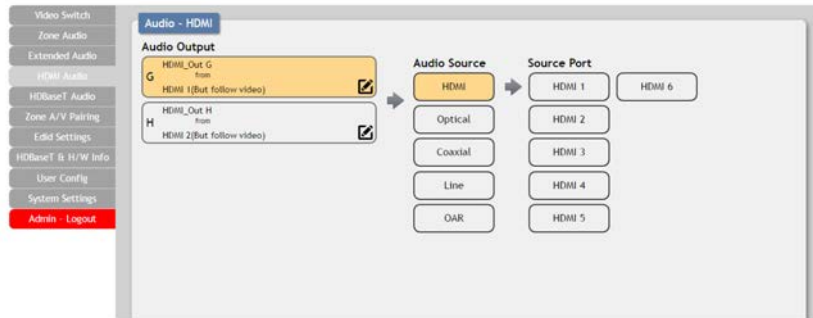 Video Switch
Zone Audio
Extended Audio
HDMI Audio
HDBaseT Audio
Zone A/V Pairing
Edid Settings
HDBaseT & H/W Info
User Config
System Settings
Admin - Logout
Audio - HDMI
Audio Output
G
HDMI_Out G
from
HDMI 1(But follow video)
H
HDMI_Out H
from
HDMI 2(But follow video)
Audio Source
HDMI
Optical
Coaxial
Line
OAR
Source Port
HDMI 1 HDMI 6
HDMI 2
HDMI 3
HDMI 4
HDMI 5